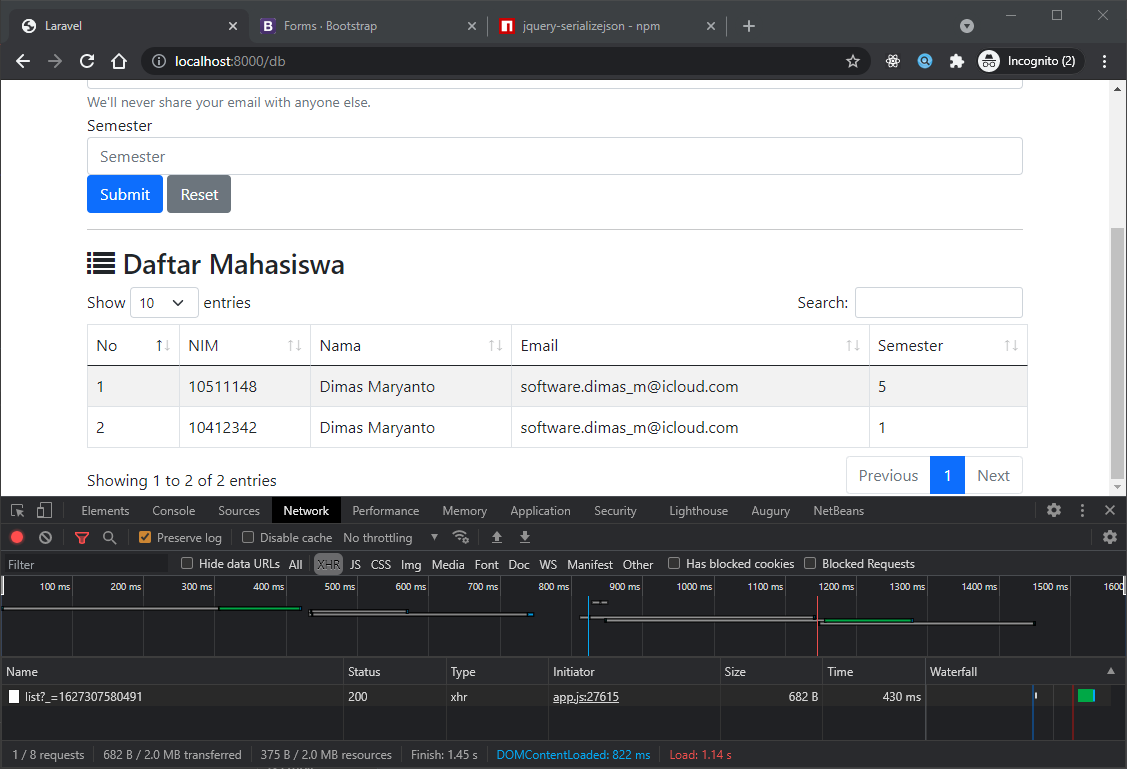 Laravel
Forms · Bootstrap
jquery-serializejson - npm
localhost:8000/db
Incognito (2)
We'll never share your email with anyone else.
Semester
Semester
Submit Reset
Daftar Mahasiswa
Show 10 entries Search:
No NIM Nama Email Semester
1 10511148 Dimas Maryanto software.dimas_m@icloud.com 5
2 10412342 Dimas Maryanto software.dimas_m@icloud.com 1
Showing 1 to 2 of 2 entries Previous 1 Next
Elements Console Sources Network Performance Memory Application Security Lighthouse Augury NetBeans
Preserve log Disable cache No throttling
Filter Hide data URLs All XHR JS CSS Img Media Font Doc WS Manifest Other Has blocked cookies Blocked Requests
100 ms 200 ms 300 ms 400 ms 500 ms 600 ms 700 ms 800 ms 900 ms 1000 ms 1100 ms 1200 ms 1300 ms 1400 ms 1500 ms 1600
Name Status Type Initiator Size Time Waterfall
list?_=1627307580491 200 xhr app.js:27615 682 B 430 ms
1 / 8 requests 682 B / 2.0 MB transferred 375 B / 2.0 MB resources Finish: 1.45 s DOMContentLoaded: 822 ms Load: 1.14 s